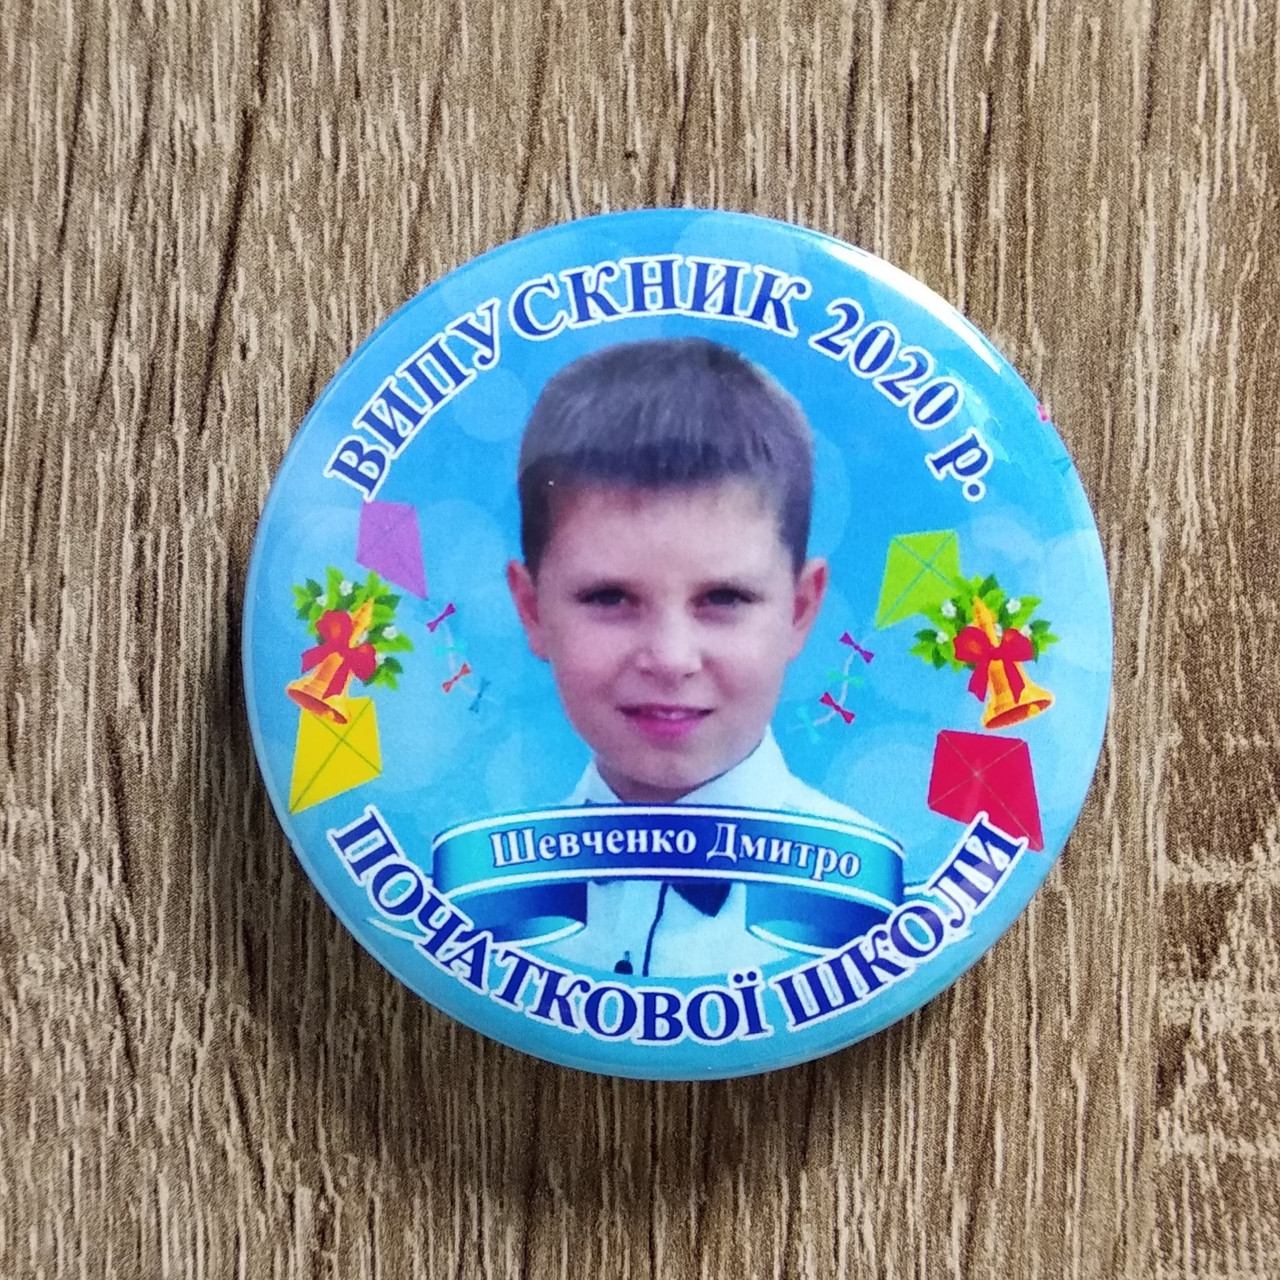 ВИПУСКНИК 2020 р.
Шевченко Дмитро
ПОЧАТКОВОЇ ШКОЛИ